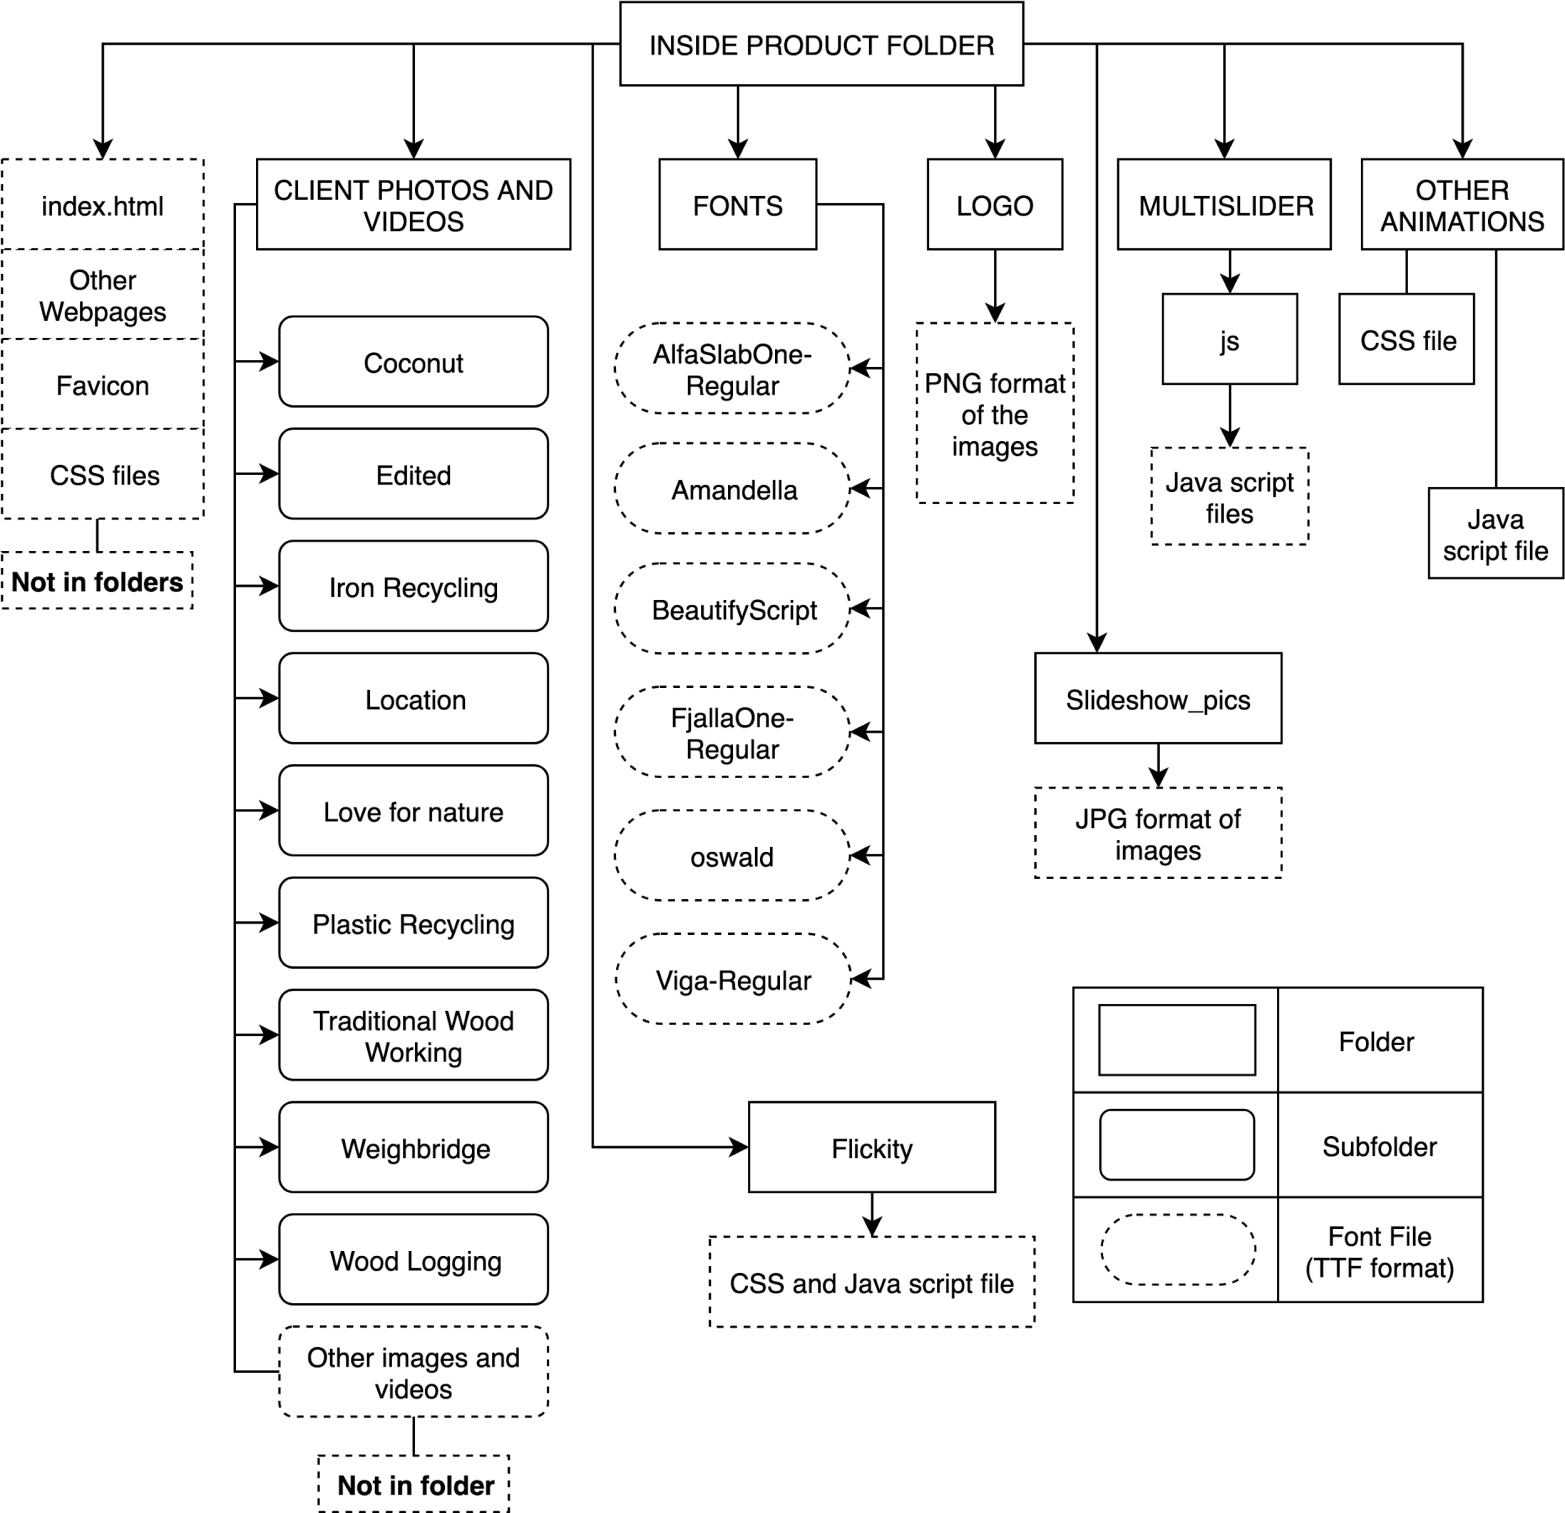 INSIDE PRODUCT FOLDER
index.html
Other
Webpages
Favicon
CSS files
Not in folders
CLIENT PHOTOS AND
VIDEOS
Coconut
Edited
Iron Recycling
Location
Love for nature
Plastic Recycling
Traditional Wood
Working
Weighbridge
Wood Logging
Other images and
videos
Not in folder
FONTS
AlfaSlabOne-
Regular
Amandella
BeautifyScript
FjallaOne-
Regular
oswald
Viga-Regular
Flickity
CSS and Java script file
LOGO
PNG format
of the
images
MULTISLIDER
js
Java script
files
OTHER
ANIMATIONS
CSS file
Java
script file
Slideshow_pics
JPG format of
images
Folder
Subfolder
Font File
(TTF format)